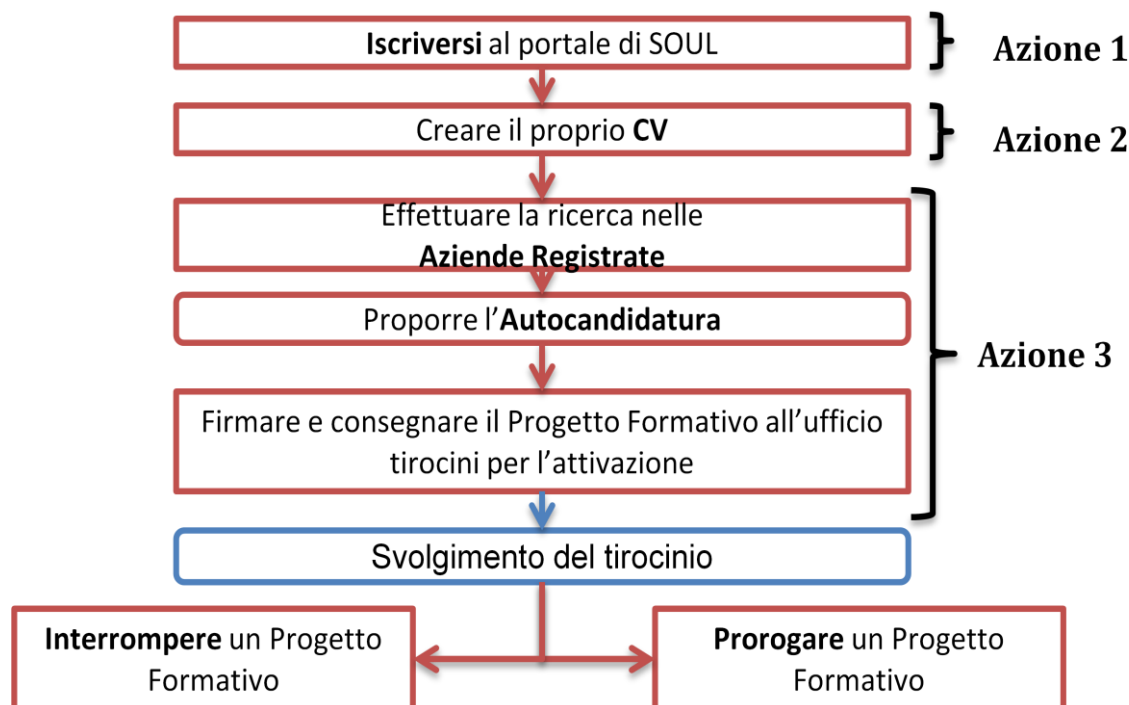 Iscriversi al portale di SOUL
Azione 1
Creare il proprio CV
Azione 2
Effettuare la ricerca nelle
Aziende Registrate
Proporre l’Autocandidatura
Azione 3
Firmare e consegnare il Progetto Formativo all’ufficio
tirocini per l’attivazione
Svolgimento del tirocinio
Interrompere un Progetto
Formativo
Prorogare un Progetto
Formativo